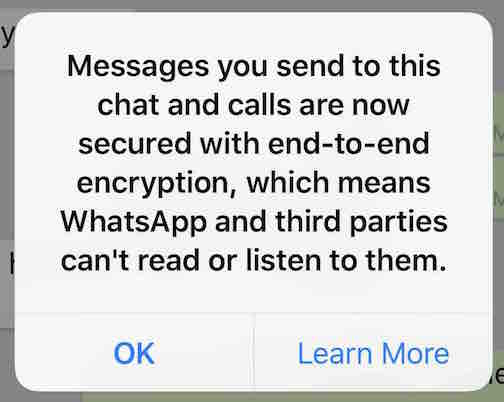 Messages you send to this
chat and calls are now
secured with end-to-end
encryption, which means
WhatsApp and third parties
can't read or listen to them.
OK
Learn More